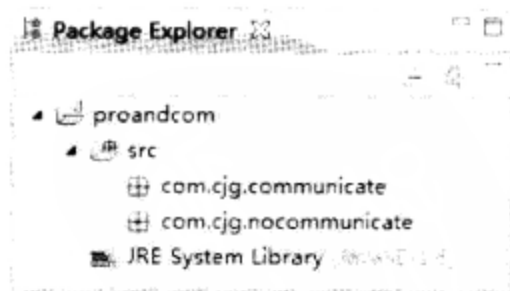 Package Explorer
proandcom
src
com.cjg.communicate
com.cjg.nocommunicate
JRE System Library